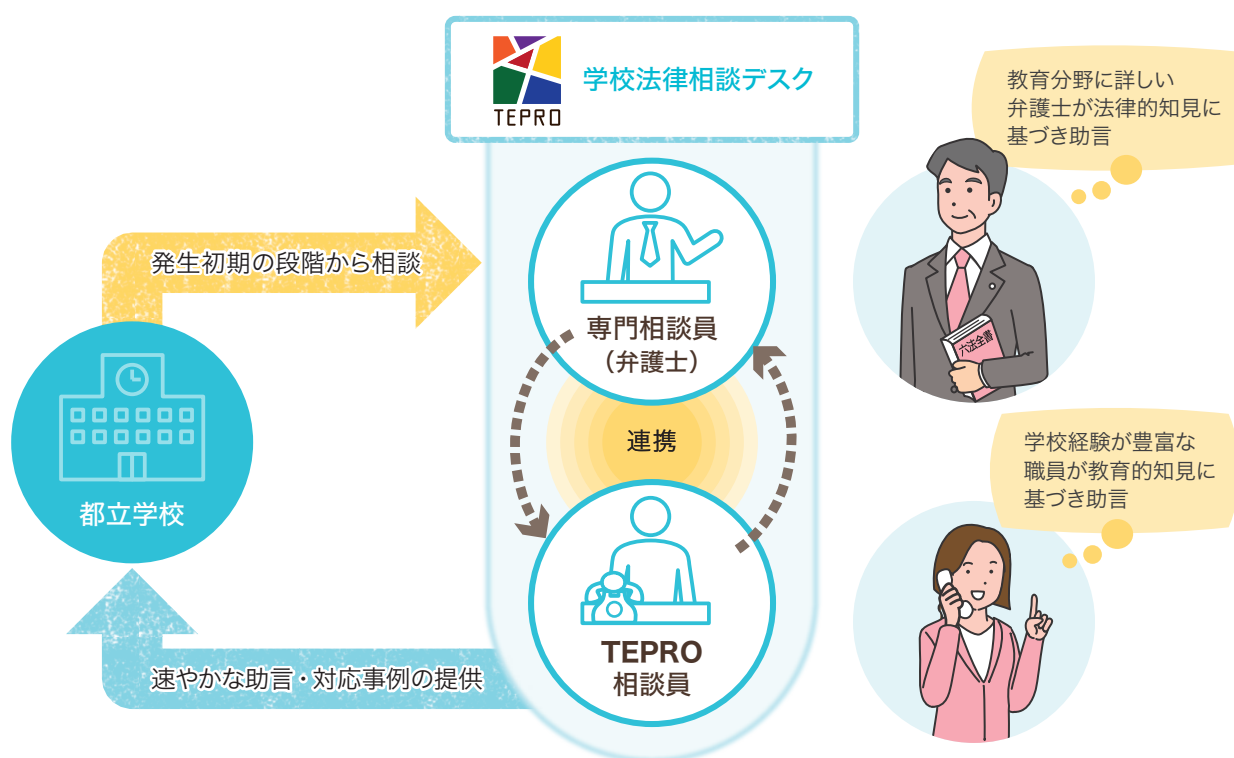 TEPRO
学校法律相談デスク
教育分野に詳しい
弁護士が法律的知見に
基づき助言
発生初期の段階から相談
専門相談員
（弁護士）
六法全書
連携
都立学校
学校経験が豊富な
職員が教育的知見に
基づき助言
TEPRO
相談員
速やかな助言・対応事例の提供